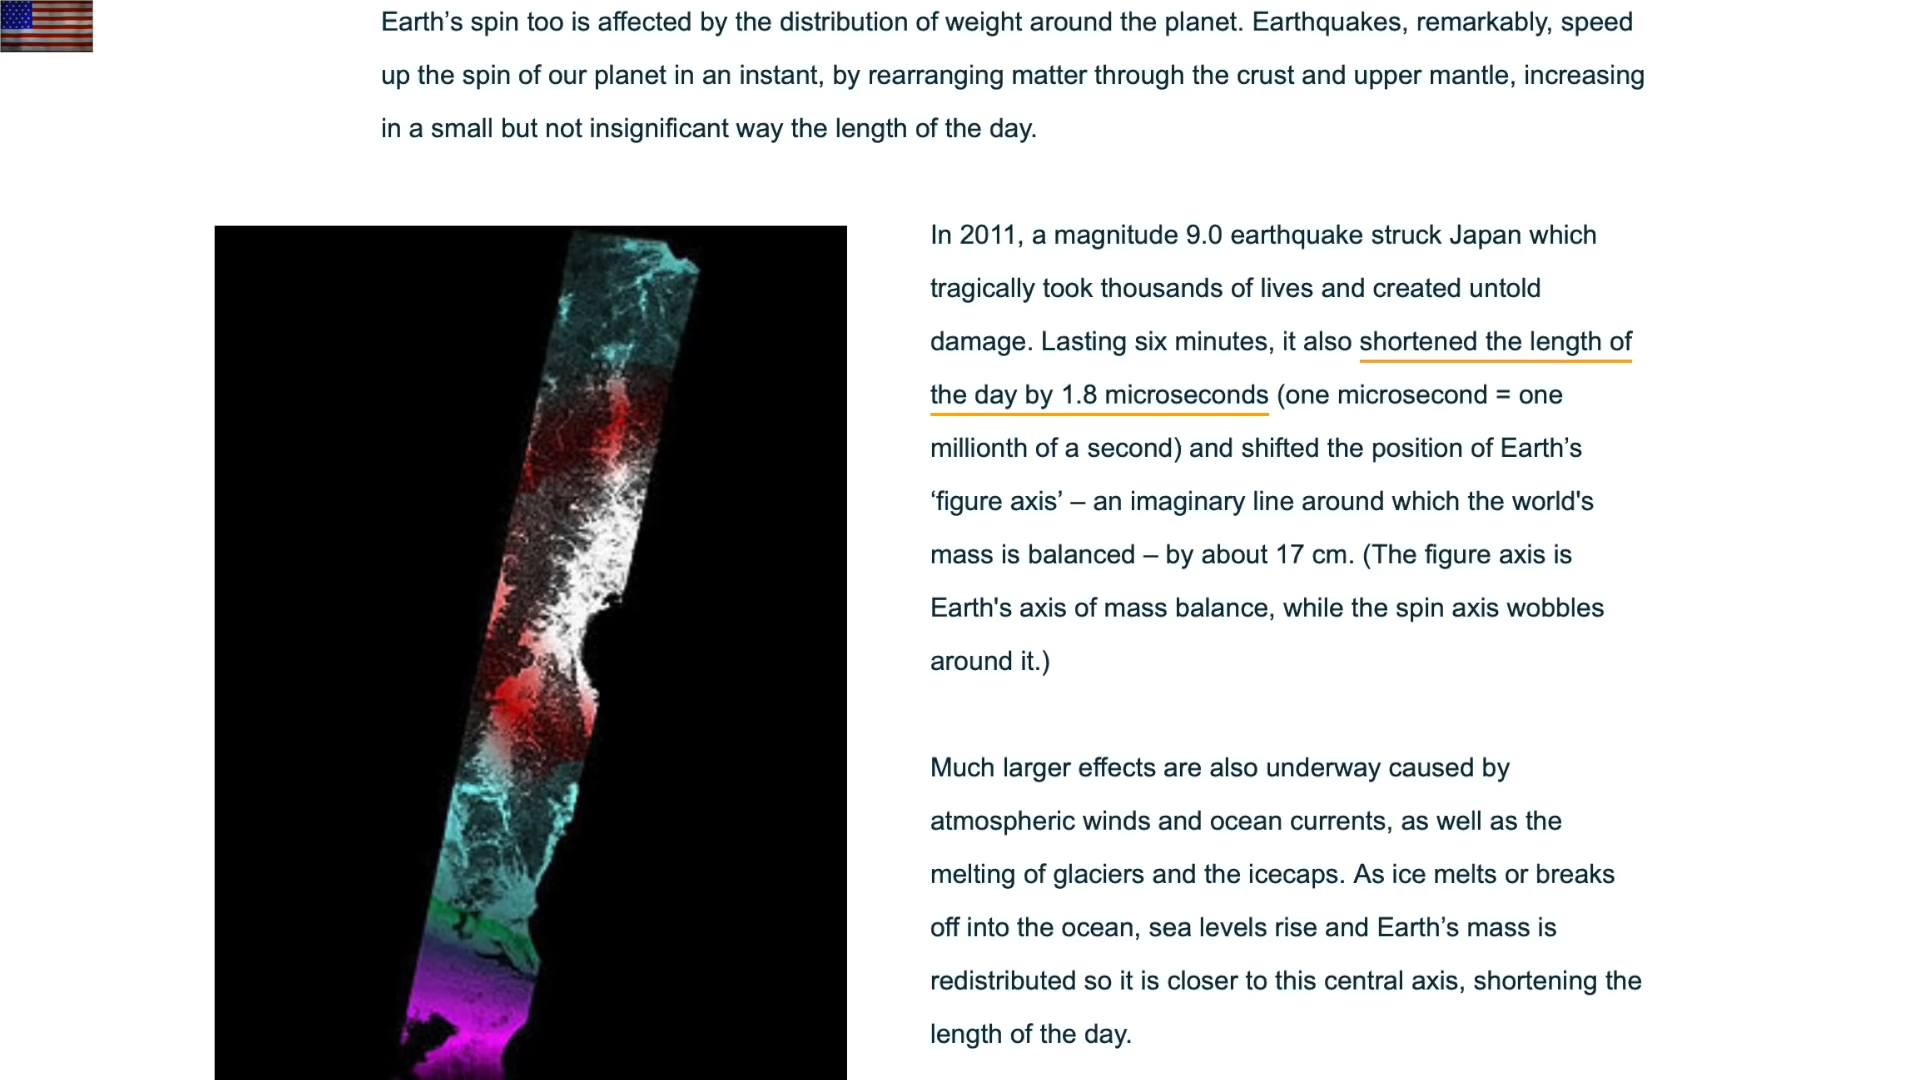 Earth’s spin too is affected by the distribution of weight around the planet. Earthquakes, remarkably, speed
up the spin of our planet in an instant, by rearranging matter through the crust and upper mantle, increasing
in a small but not insignificant way the length of the day.
In 2011, a magnitude 9.0 earthquake struck Japan which
tragically took thousands of lives and created untold
damage. Lasting six minutes, it also shortened the length of
the day by 1.8 microseconds (one microsecond = one
millionth of a second) and shifted the position of Earth’s
‘figure axis’ – an imaginary line around which the world's
mass is balanced – by about 17 cm. (The figure axis is
Earth's axis of mass balance, while the spin axis wobbles
around it.)
Much larger effects are also underway caused by
atmospheric winds and ocean currents, as well as the
melting of glaciers and the icecaps. As ice melts or breaks
off into the ocean, sea levels rise and Earth’s mass is
redistributed so it is closer to this central axis, shortening the
length of the day.